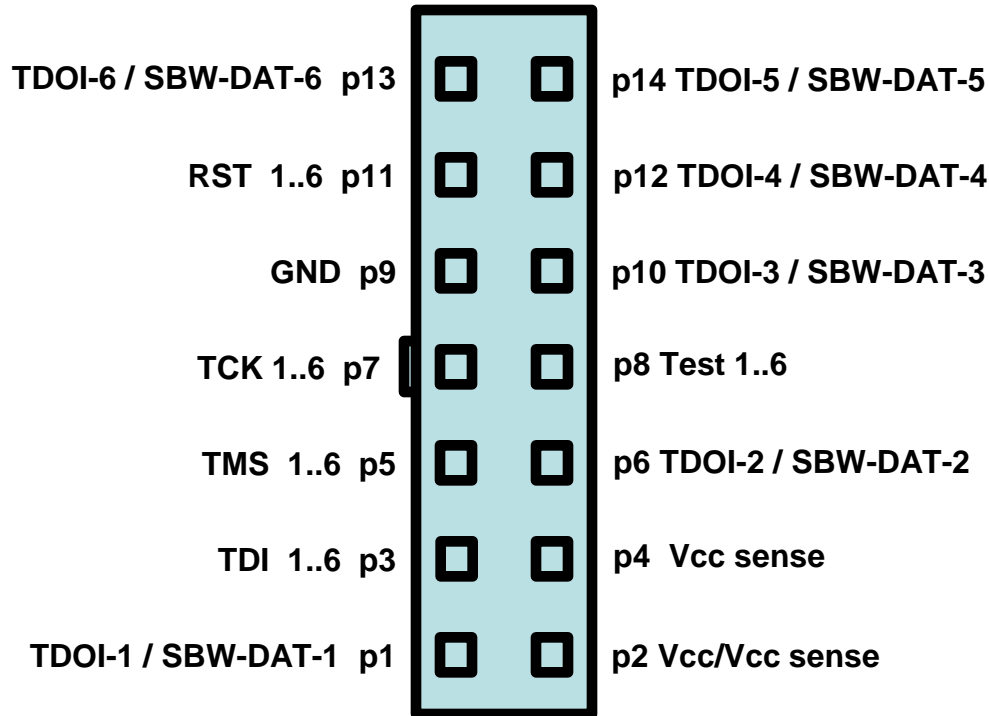 TDOI-6 / SBW-DAT-6 p13
p14 TDOI-5 / SBW-DAT-5
RST 1..6 p11
p12 TDOI-4 / SBW-DAT-4
GND p9
p10 TDOI-3 / SBW-DAT-3
TCK 1..6 p7
p8 Test 1..6
TMS 1..6 p5
p6 TDOI-2 / SBW-DAT-2
TDI 1..6 p3
p4 Vcc sense
TDOI-1 / SBW-DAT-1 p1
p2 Vcc/Vcc sense